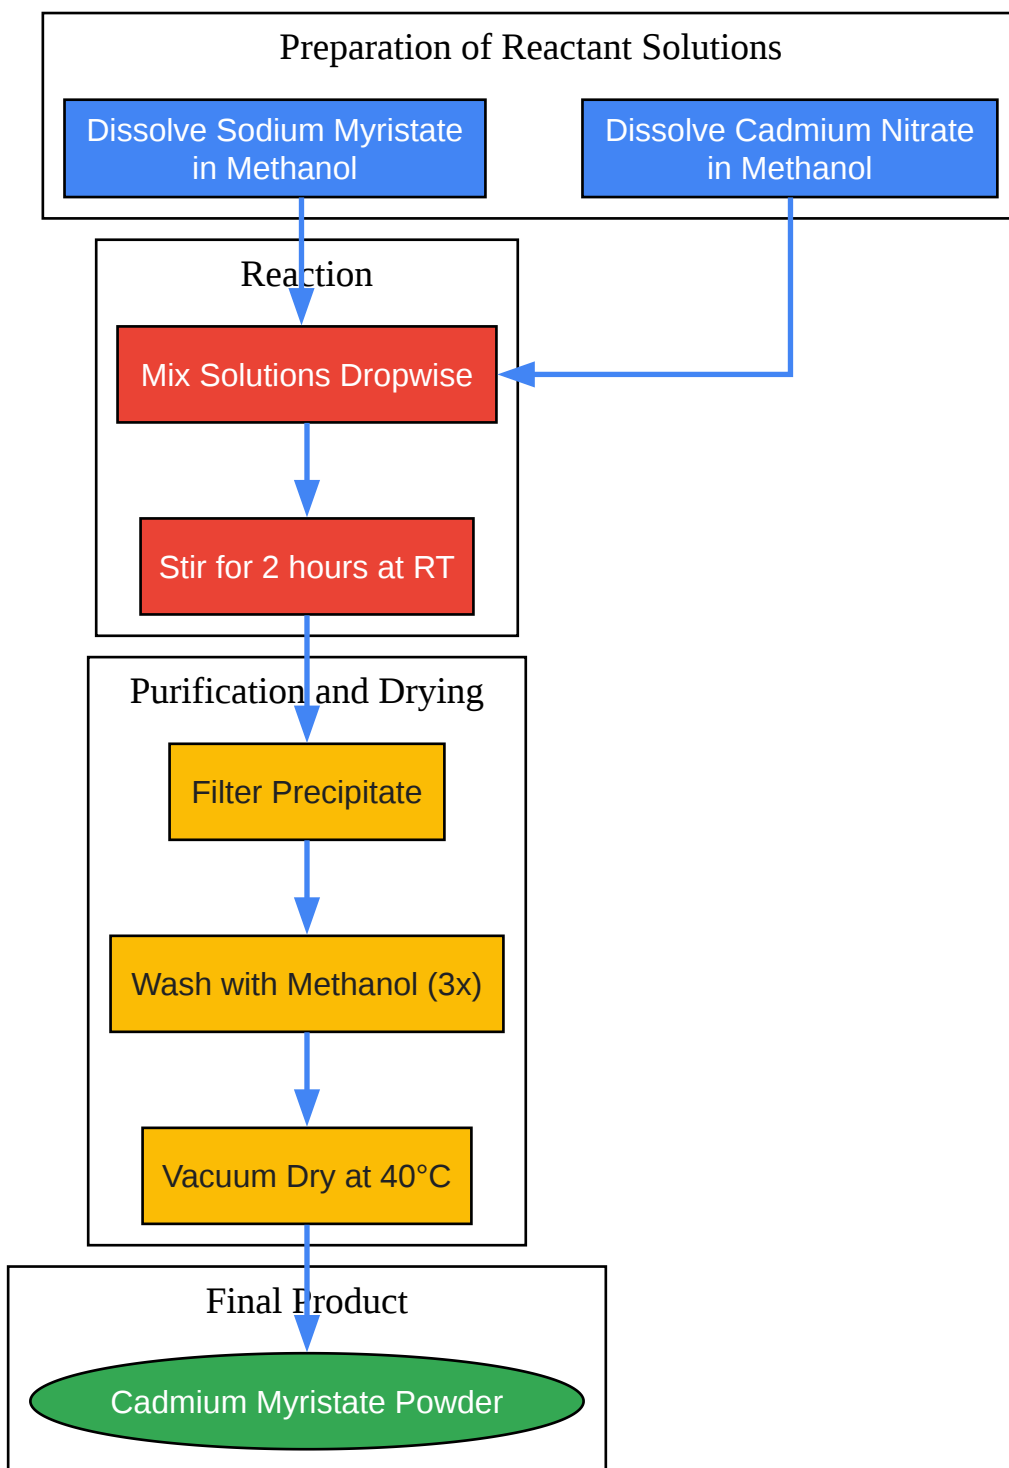 Preparation of Reactant Solutions
Dissolve Sodium Myristate
in Methanol
Dissolve Cadmium Nitrate
in Methanol
Reaction
Mix Solutions Dropwise
Stir for 2 hours at RT
Purification and Drying
Filter Precipitate
Wash with Methanol (3x)
Vacuum Dry at 40°C
Final Product
Cadmium Myristate Powder